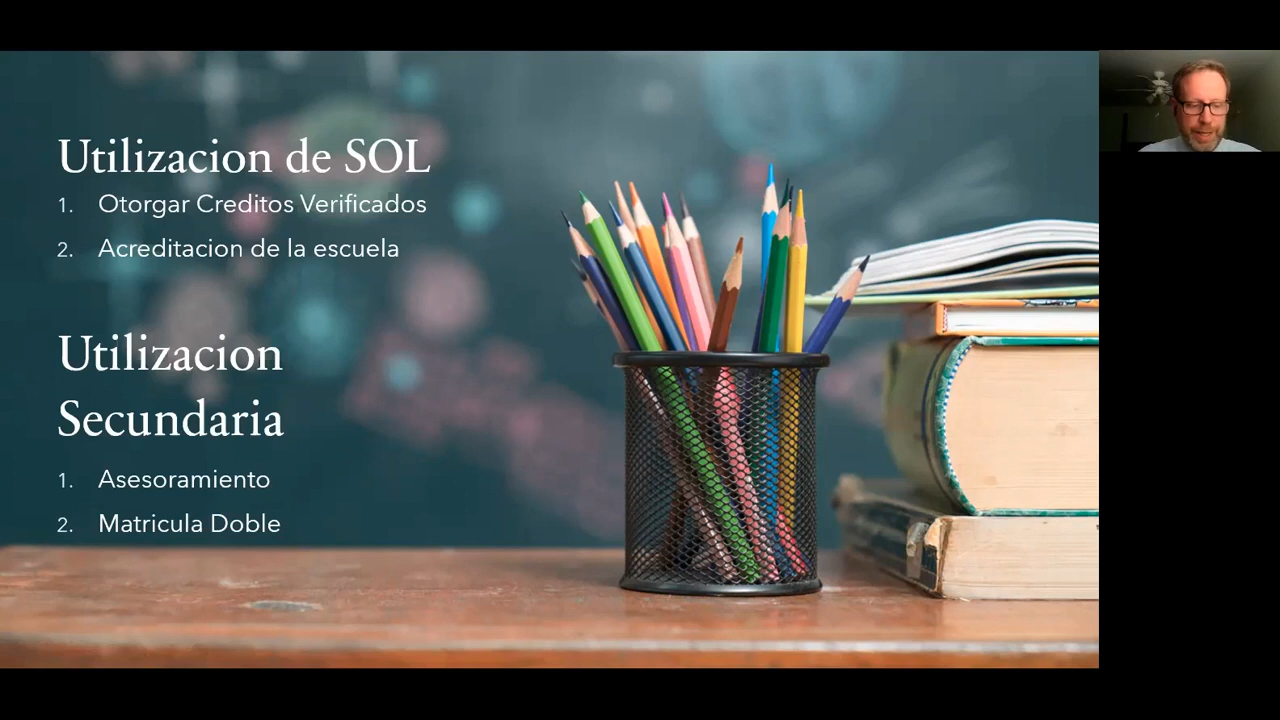 Utilizacion de SOL
1. Otorgar Creditos Verificados
2. Acreditacion de la escuela
Utilizacion
Secundaria
1. Asesoramiento
2. Matricula Doble